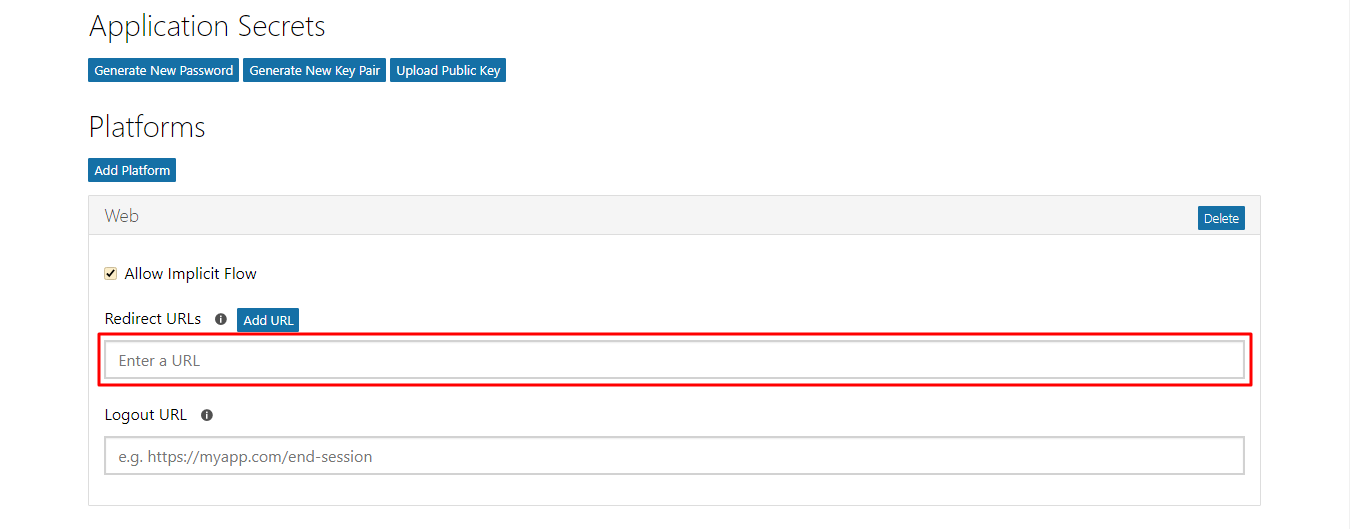 Application Secrets
Generate New Password Generate New Key Pair Upload Public Key
Platforms
Add Platform
Web Delete
Allow Implicit Flow
Redirect URLs Add URL
Enter a URL
Logout URL
e.g. https://myapp.com/end-session